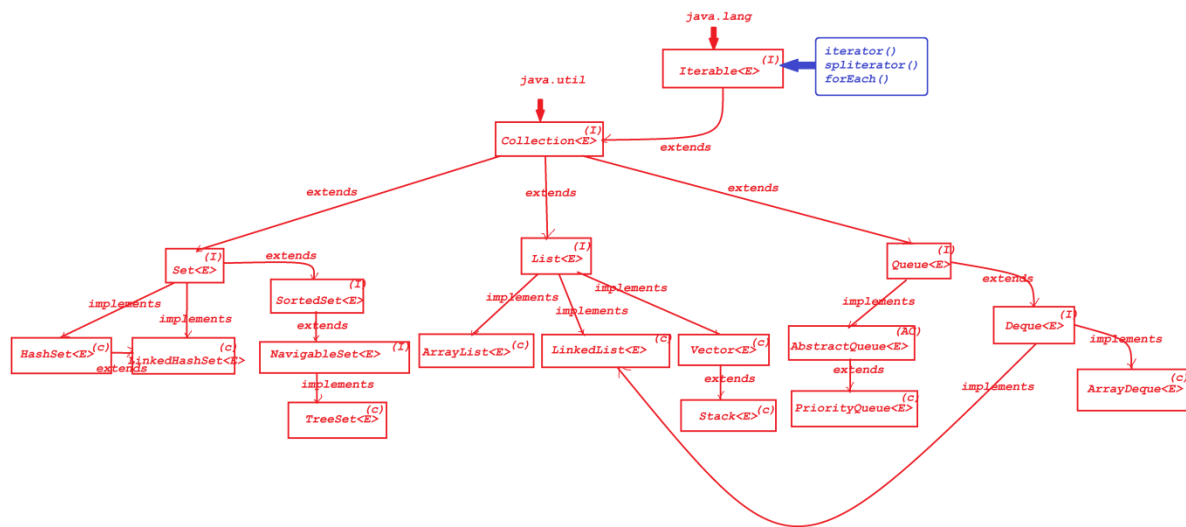 java.lang
Iterable<E>
(I)
iterator()
spliterator()
forEach()
java.util
Collection<E>
(I)
extends
extends
extends
extends
Set<E>
(I)
extends
List<E>
(I)
Queue<E>
(I)
extends
implements
implements
SortedSet<E>
(I)
extends
implements
implements
implements
implements
Deque<E>
(I)
implements
HashSet<E>
(c)
extends
LinkedHashSet<E>
(c)
NavigableSet<E>
(I)
implements
ArrayList<E>
(c)
LinkedList<E>
(c)
Vector<E>
(c)
extends
AbstractQueue<E>
(AC)
extends
implements
ArrayDeque<E>
(c)
TreeSet<E>
(c)
Stack<E>
(c)
PriorityQueue<E>
(c)